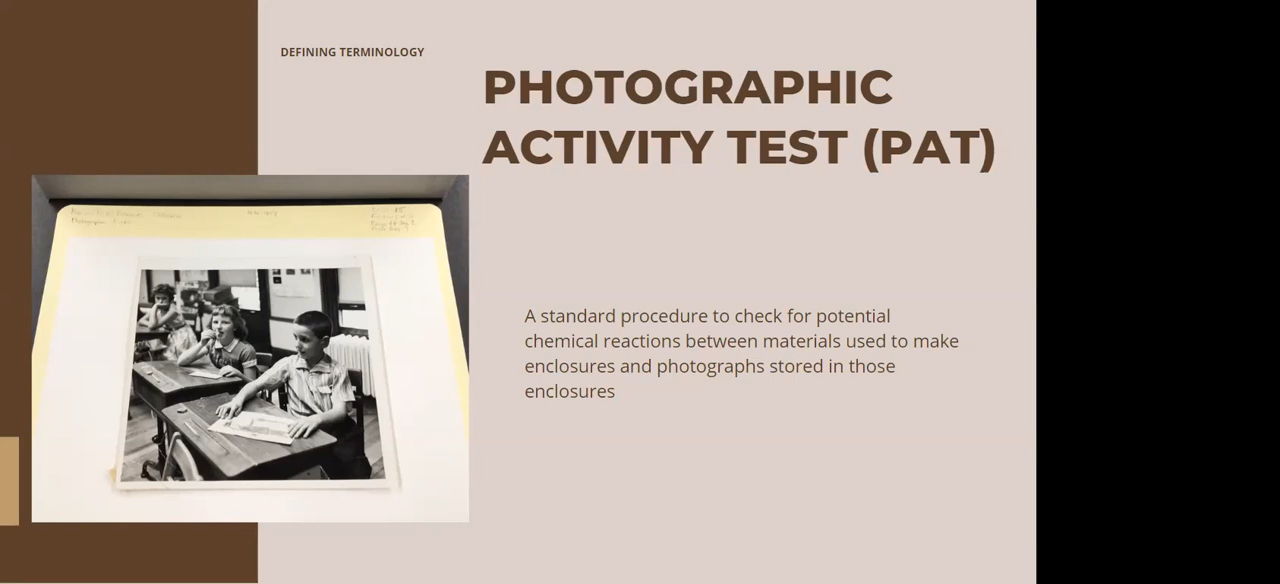 DEFINING TERMINOLOGY
PHOTOGRAPHIC
ACTIVITY TEST (PAT)
A standard procedure to check for potential
chemical reactions between materials used to make
enclosures and photographs stored in those
enclosures